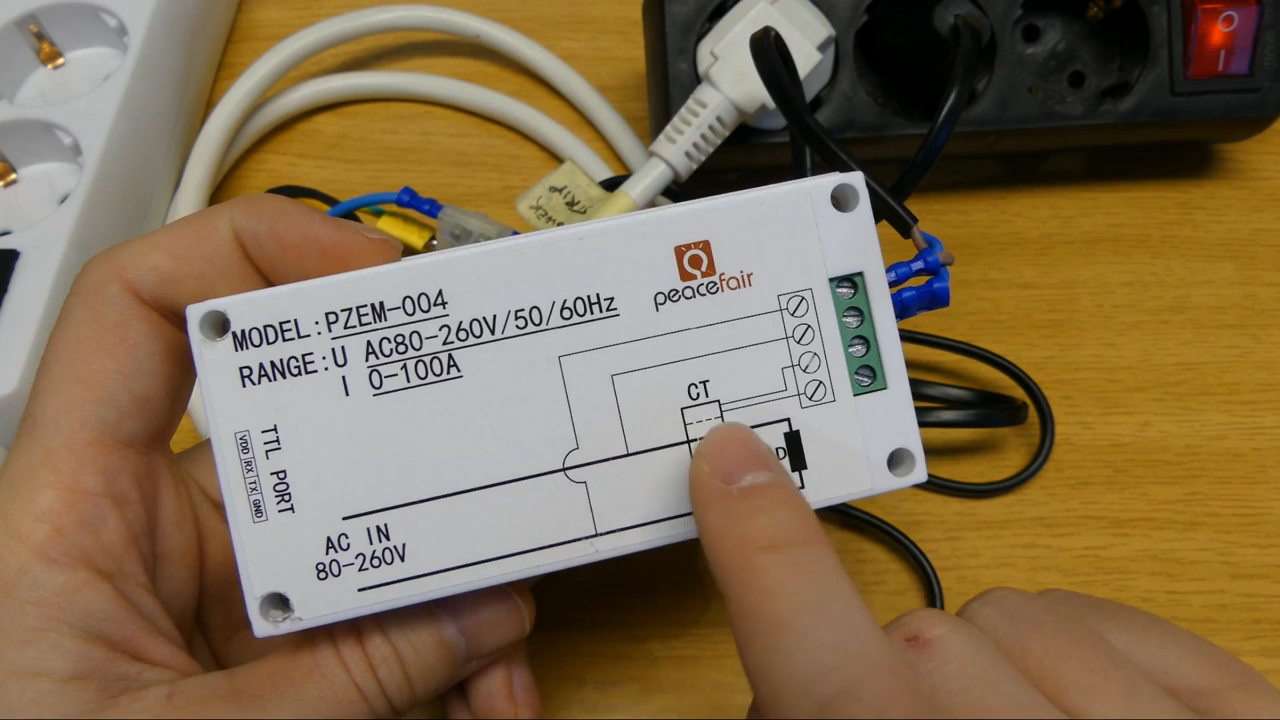 peacefair
MODEL:PZEM-004
RANGE:U AC80-260V/50/60Hz
I 0-100A
CT
D
TTL PORT
VDD RX TX GND
AC IN
80-260V
O
I